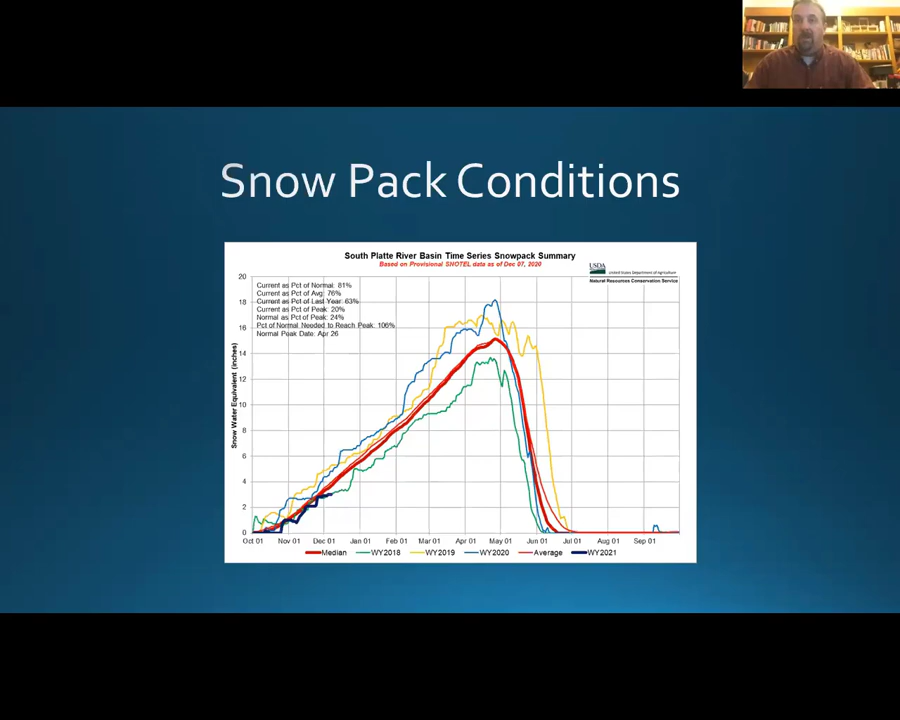 Snow Pack Conditions
South Platte River Basin Time Series Snowpack Summary
Based on Provisional SNOTEL data as of Dec 07, 2020
USDA
United States Department of Agriculture
Natural Resources Conservation Service
Current as Pct of Normal: 81%
Current as Pct of Avg: 76%
Current as Pct of Last Year: 63%
Current as Pct of Peak: 20%
Normal as Pct of Peak: 24%
Pct of Normal Needed to Reach Peak: 106%
Normal Peak Date: Apr 26
Snow Water Equivalent (inches)
20
18
16
14
12
10
8
6
4
2
0
Oct 01 Nov 01 Dec 01 Jan 01 Feb 01 Mar 01 Apr 01 May 01 Jun 01 Jul 01 Aug 01 Sep 01
Median WY2018 WY2019 WY2020 Average WY2021